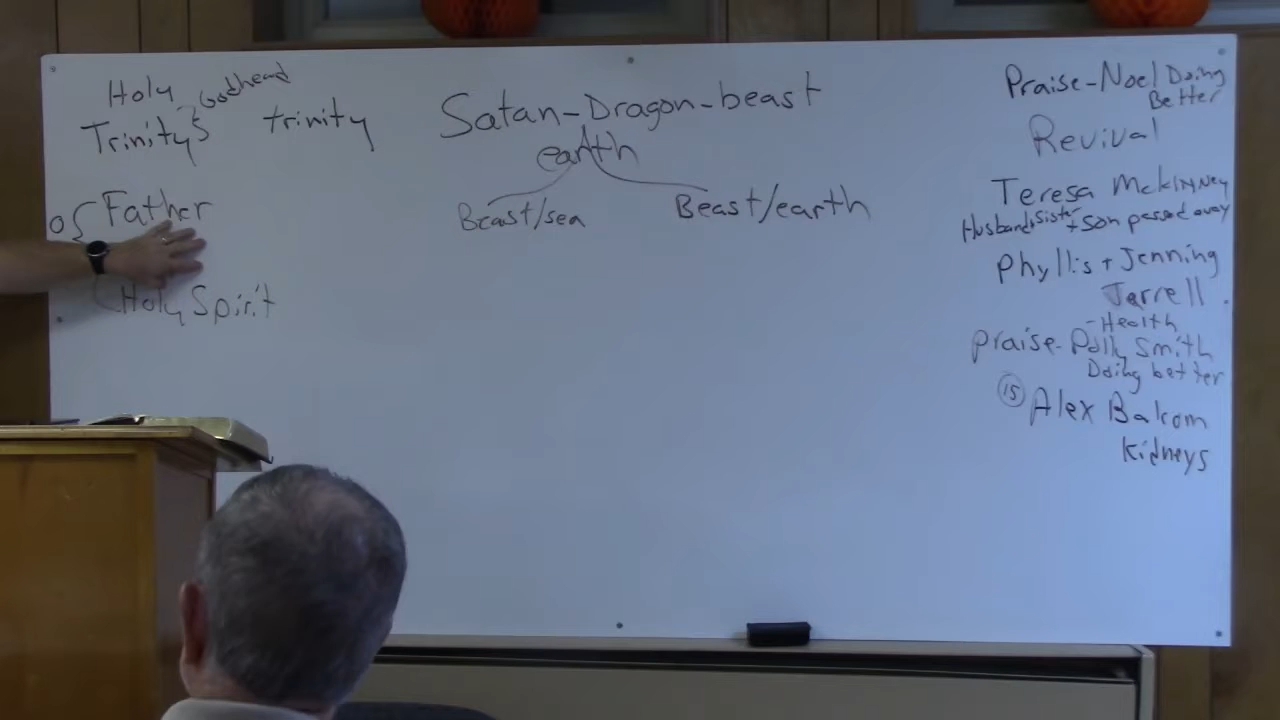 Holy
Godhead
Trinity's
trinity
Father
Holy Spirit
Satan-Dragon-beast
earth
Beast/sea
Beast/earth
Praise-Noel Doing
Better
Revival
Teresa McKinney
Husbands Sister + Son passed away
Phyllis + Jenning
Jarrell
-Health
praise-Polly Smith
Doing better
15 Alex Balcom
Kidneys